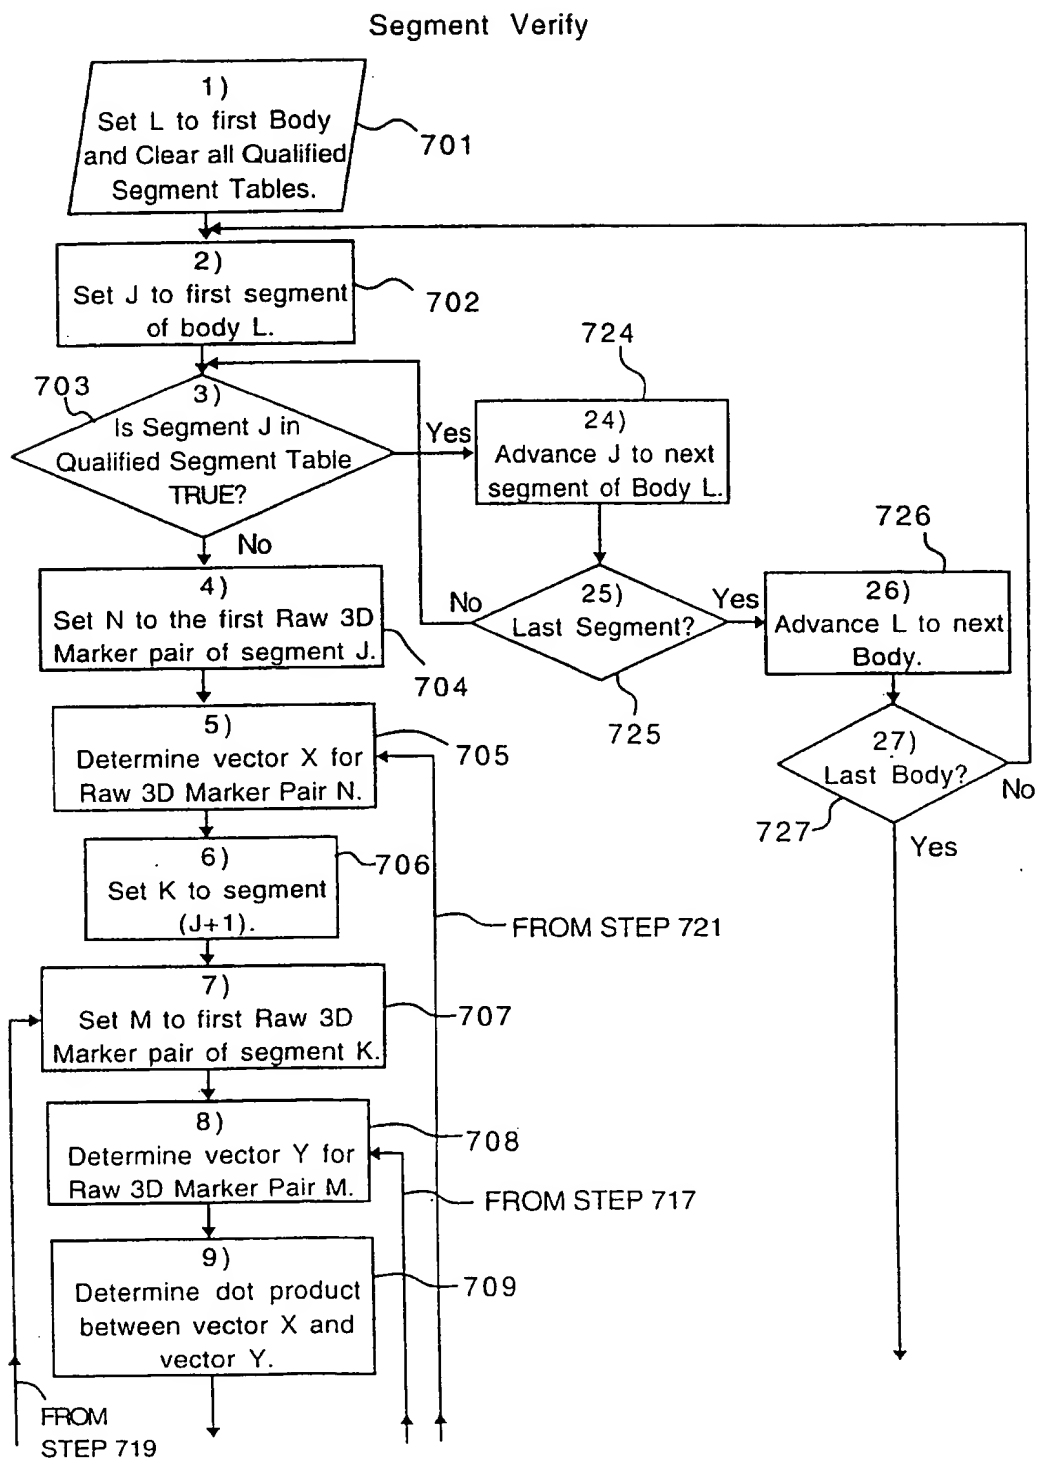 Segment Verify
1)
Set L to first Body
and Clear all Qualified
Segment Tables.
701
2)
Set J to first segment
of body L.
702
703
3)
Is Segment J in
Qualified Segment Table
TRUE?
Yes
No
724
24)
Advance J to next
segment of Body L.
25)
Last Segment?
No
Yes
725
726
26)
Advance L to next
Body.
27)
Last Body?
No
727
Yes
4)
Set N to the first Raw 3D
Marker pair of segment J.
704
5)
Determine vector X for
Raw 3D Marker Pair N.
705
6)
Set K to segment
(J+1).
706
FROM STEP 721
7)
Set M to first Raw 3D
Marker pair of segment K.
707
8)
Determine vector Y for
Raw 3D Marker Pair M.
708
FROM STEP 717
9)
Determine dot product
between vector X and
vector Y.
709
FROM
STEP 719